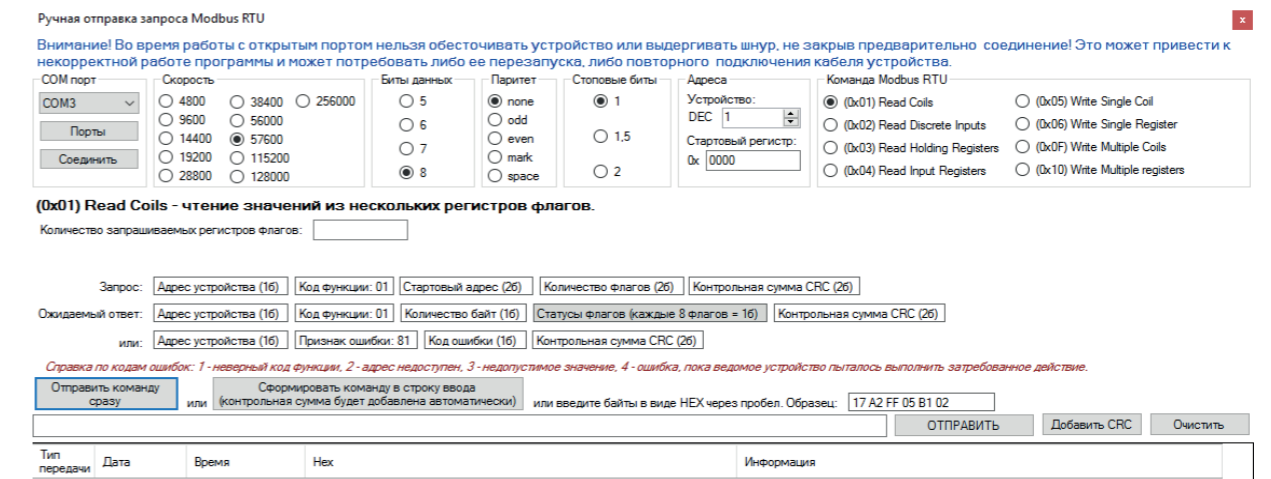 Ручная отправка запроса Modbus RTU
x
Внимание! Во время работы с открытым портом нельзя обесточивать устройство или выдергивать шнур, не закрыв предварительно соединение! Это может привести к
некорректной работе программы и может потребовать либо ее перезапуска, либо повторного подключения кабеля устройства.
COM порт
COM3
Порты
Соединить
Скорость
4800 38400 256000
9600 56000
14400 57600
19200 115200
28800 128000
Биты данных
5
6
7
8
Паритет
none
odd
even
mark
space
Стоповые биты
1
1,5
2
Адреса
Устройство:
DEC 1
Стартовый регистр:
0x 0000
Команда Modbus RTU
(0x01) Read Coils (0x05) Write Single Coil
(0x02) Read Discrete Inputs (0x06) Write Single Register
(0x03) Read Holding Registers (0x0F) Write Multiple Coils
(0x04) Read Input Registers (0x10) Write Multiple registers
(0x01) Read Coils - чтение значений из нескольких регистров флагов.
Количество запрашиваемых регистров флагов:
Запрос: Адрес устройства (1б) Код функции: 01 Стартовый адрес (2б) Количество флагов (2б) Контрольная сумма CRC (2б)
Ожидаемый ответ: Адрес устройства (1б) Код функции: 01 Количество байт (1б) Статусы флагов (каждые 8 флагов = 1б) Контрольная сумма CRC (2б)
или: Адрес устройства (1б) Признак ошибки: 81 Код ошибки (1б) Контрольная сумма CRC (2б)
Справка по кодам ошибок: 1 - неверный код функции, 2 - адрес недоступен, 3 - недопустимое значение, 4 - ошибка, пока ведомое устройство пыталось выполнить затребованное действие.
Отправить команду
сразу
или
Сформировать команду в строку ввода
(контрольная сумма будет добавлена автоматически)
или введите байты в виде HEX через пробел. Образец: 17 A2 FF 05 B1 02
ОТПРАВИТЬ Добавить CRC Очистить
Тип
передачи Дата Время Hex Информация